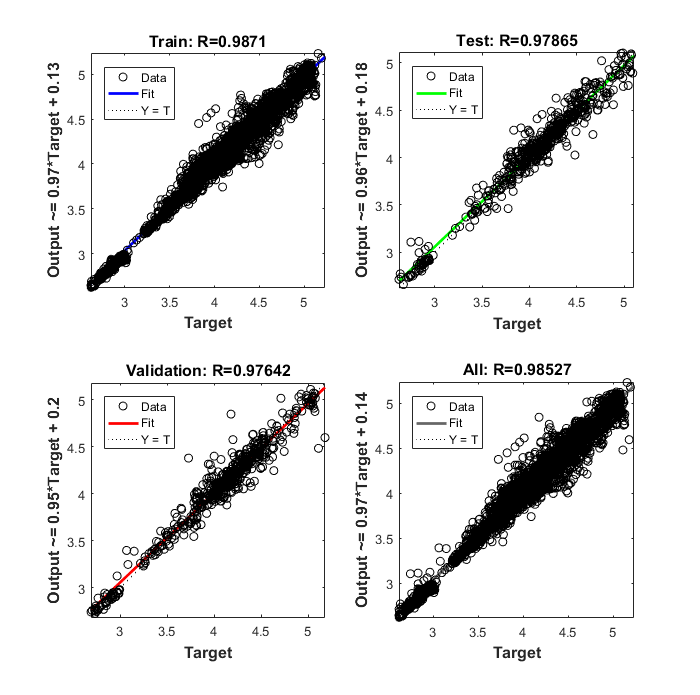 Train: R=0.9871
Output ~= 0.97*Target + 0.13
Data
Fit
Y = T
5
4.5
4
3.5
3
3
3.5
4
4.5
5
Target
Test: R=0.97865
Output ~= 0.96*Target + 0.18
Data
Fit
Y = T
5
4.5
4
3.5
3
3
3.5
4
4.5
5
Target
Validation: R=0.97642
Output ~= 0.95*Target + 0.2
Data
Fit
Y = T
5
4.5
4
3.5
3
3
3.5
4
4.5
5
Target
All: R=0.98527
Output ~= 0.97*Target + 0.14
Data
Fit
Y = T
5
4.5
4
3.5
3
3
3.5
4
4.5
5
Target